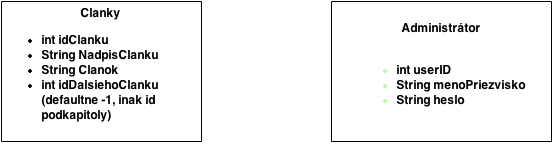 Clanky
int idClanku
String NadpisClanku
String Clanok
int idDalsiehoClanku
(defaultne -1, inak id
podkapitoly)
Administrátor
int userID
String menoPriezvisko
String heslo